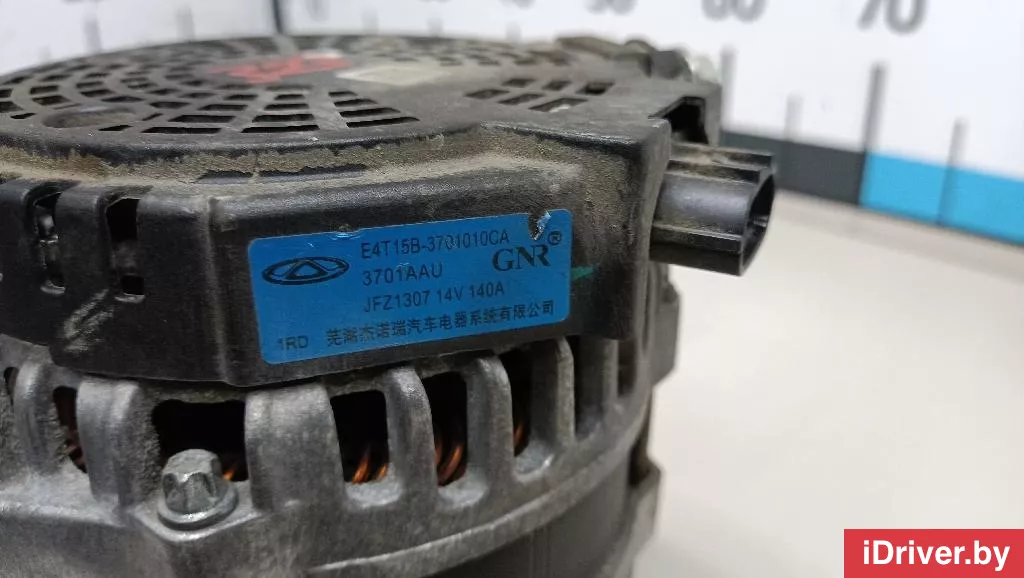 70
E4T15B-3701010CA
3701AAU GNR®
JFZ1307 14V 140A
1RD 芜湖杰诺瑞汽车电器系统有限公司
iDriver.by